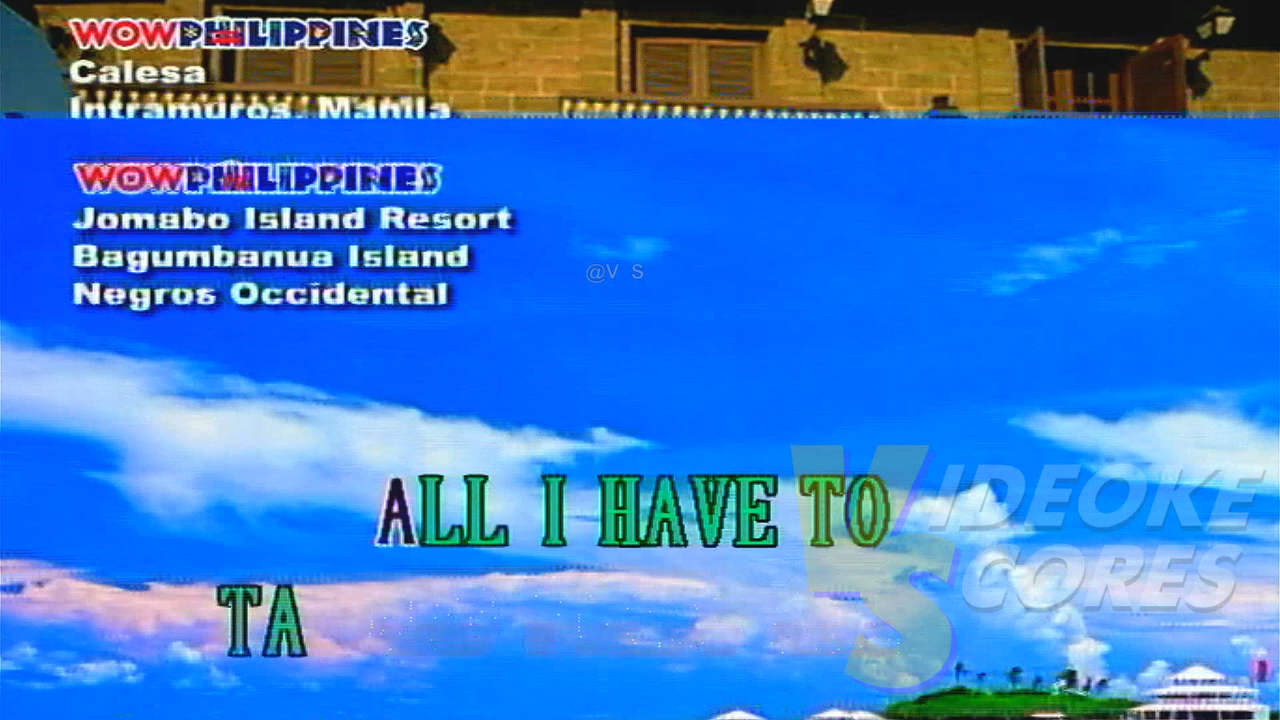 WOWPHILIPPINES
Calesa
Intramuros, Manila
WOWPHILIPPINES
Jomabo Island Resort
Bagumbanua Island
Negros Occidental
@V S
ALL I HAVE TO
TA
VIDEOKE
SCORES